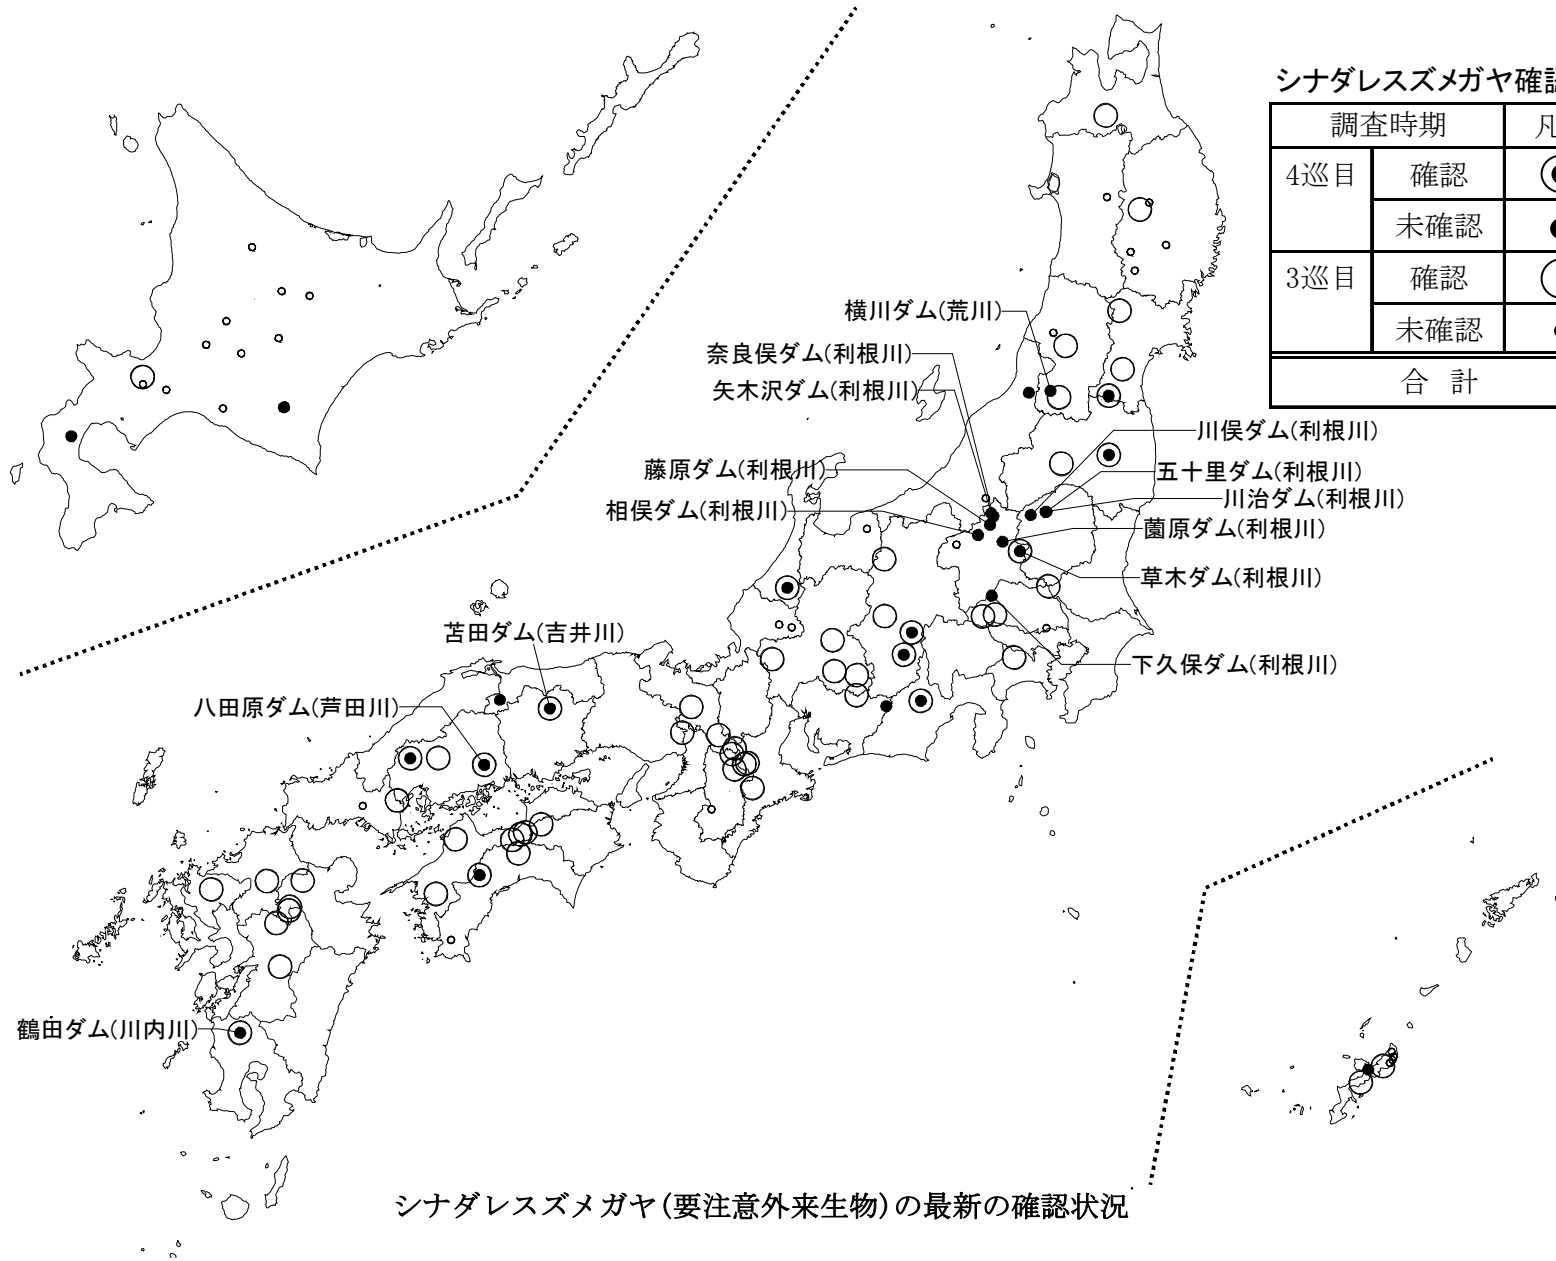 シナダレスズメガヤ確認
調査時期 凡
4巡目 確認
未確認
3巡目 確認
未確認
合 計
横川ダム(荒川)
奈良俣ダム(利根川)
矢木沢ダム(利根川)
川俣ダム(利根川)
藤原ダム(利根川)
五十里ダム(利根川)
川治ダム(利根川)
相俣ダム(利根川)
薗原ダム(利根川)
草木ダム(利根川)
苫田ダム(吉井川)
下久保ダム(利根川)
八田原ダム(芦田川)
鶴田ダム(川内川)
シナダレスズメガヤ(要注意外来生物)の最新の確認状況